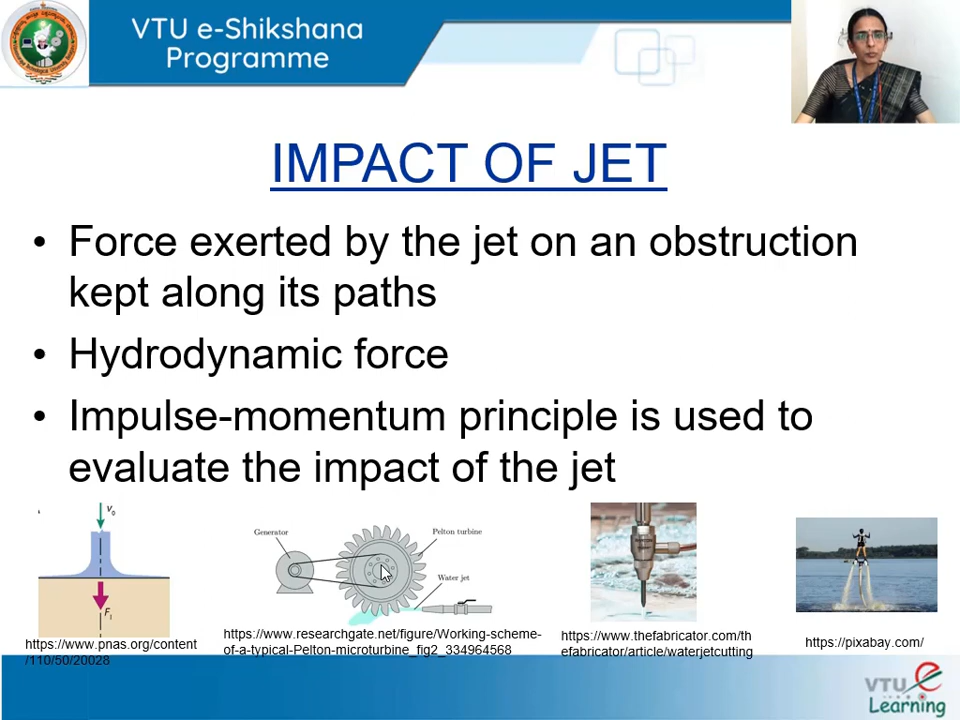 VTU e-Shikshana
Programme
IMPACT OF JET
• Force exerted by the jet on an obstruction
kept along its paths
• Hydrodynamic force
• Impulse-momentum principle is used to
evaluate the impact of the jet
V₀
F
Generator
Pelton turbine
Water jet
https://www.pnas.org/content
/110/50/20028
https://www.researchgate.net/figure/Working-scheme-
of-a-typical-Pelton-microturbine_fig2_334964568
https://www.thefabricator.com/th
efabricator/article/waterjetcutting
https://pixabay.com/
VTU e
Learning